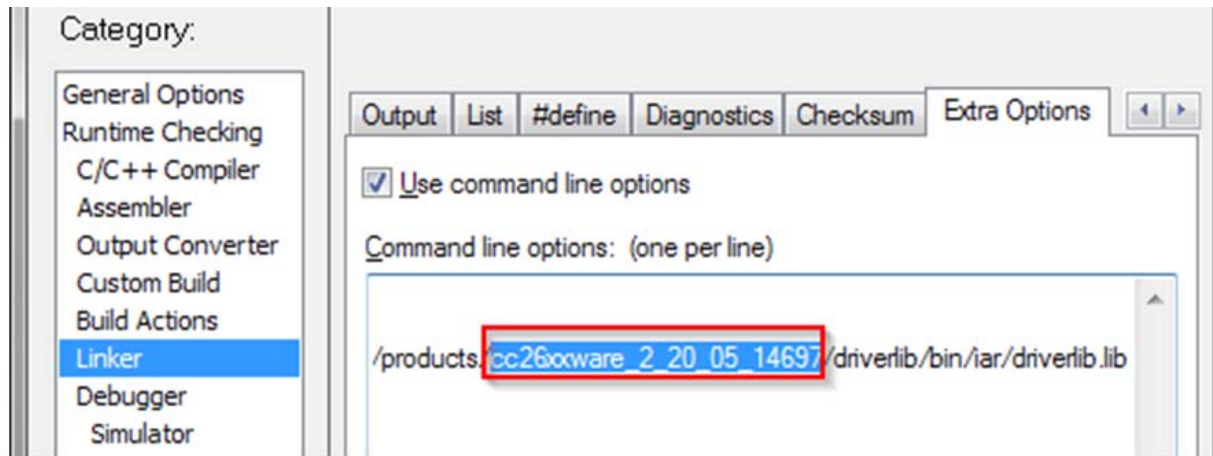 Category:
General Options
Runtime Checking
C/C++ Compiler
Assembler
Output Converter
Custom Build
Build Actions
Linker
Debugger
Simulator
Output List #define Diagnostics Checksum Extra Options
Use command line options
Command line options: (one per line)
/products/cc26xxware_2_20_05_14697/driverlib/bin/iar/driverlib.lib